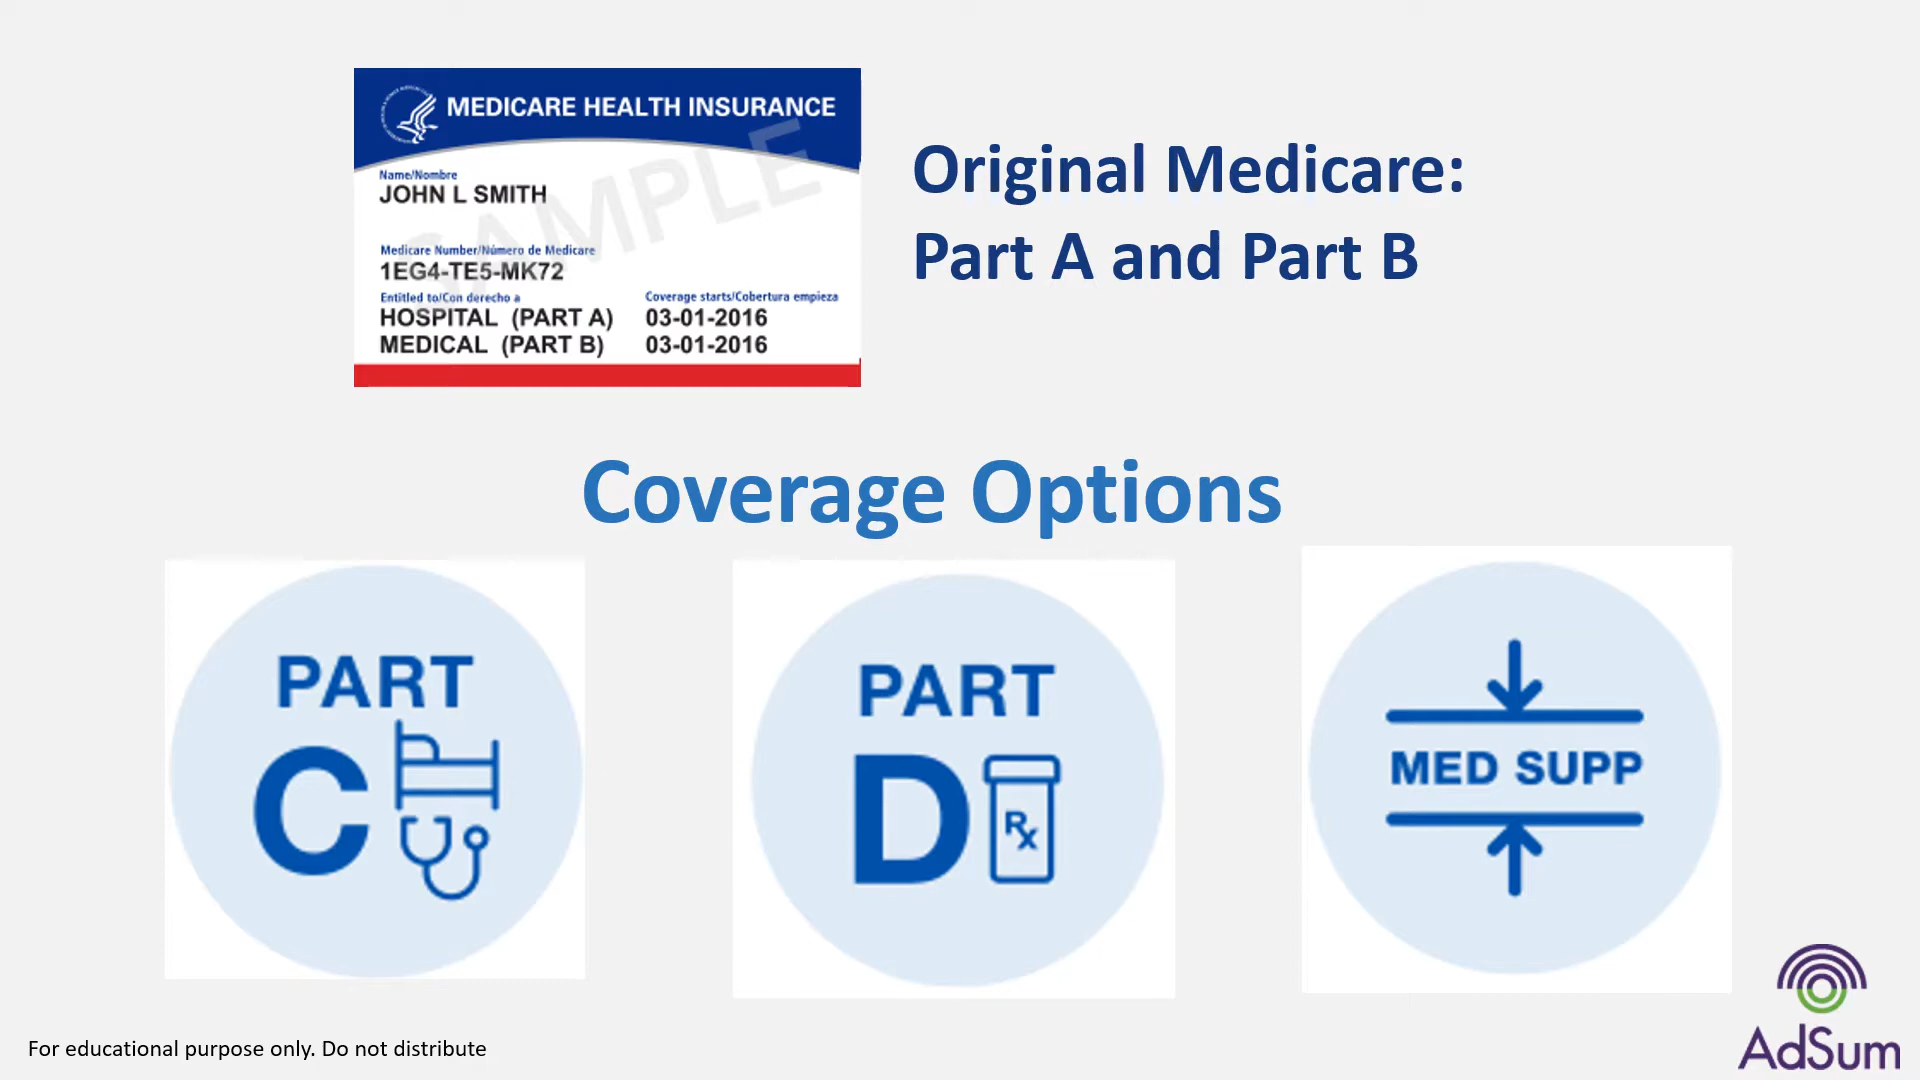 MEDICARE HEALTH INSURANCE
SAMPLE
Name/Nombre
JOHN L SMITH
Medicare Number/Número de Medicare
1EG4-TE5-MK72
Entitled to/Con derecho a
Coverage starts/Cobertura empieza
HOSPITAL (PART A) 03-01-2016
MEDICAL (PART B) 03-01-2016
Original Medicare:
Part A and Part B
Coverage Options
PART
C
PART
D
Rx
MED SUPP
For educational purpose only. Do not distribute
AdSum